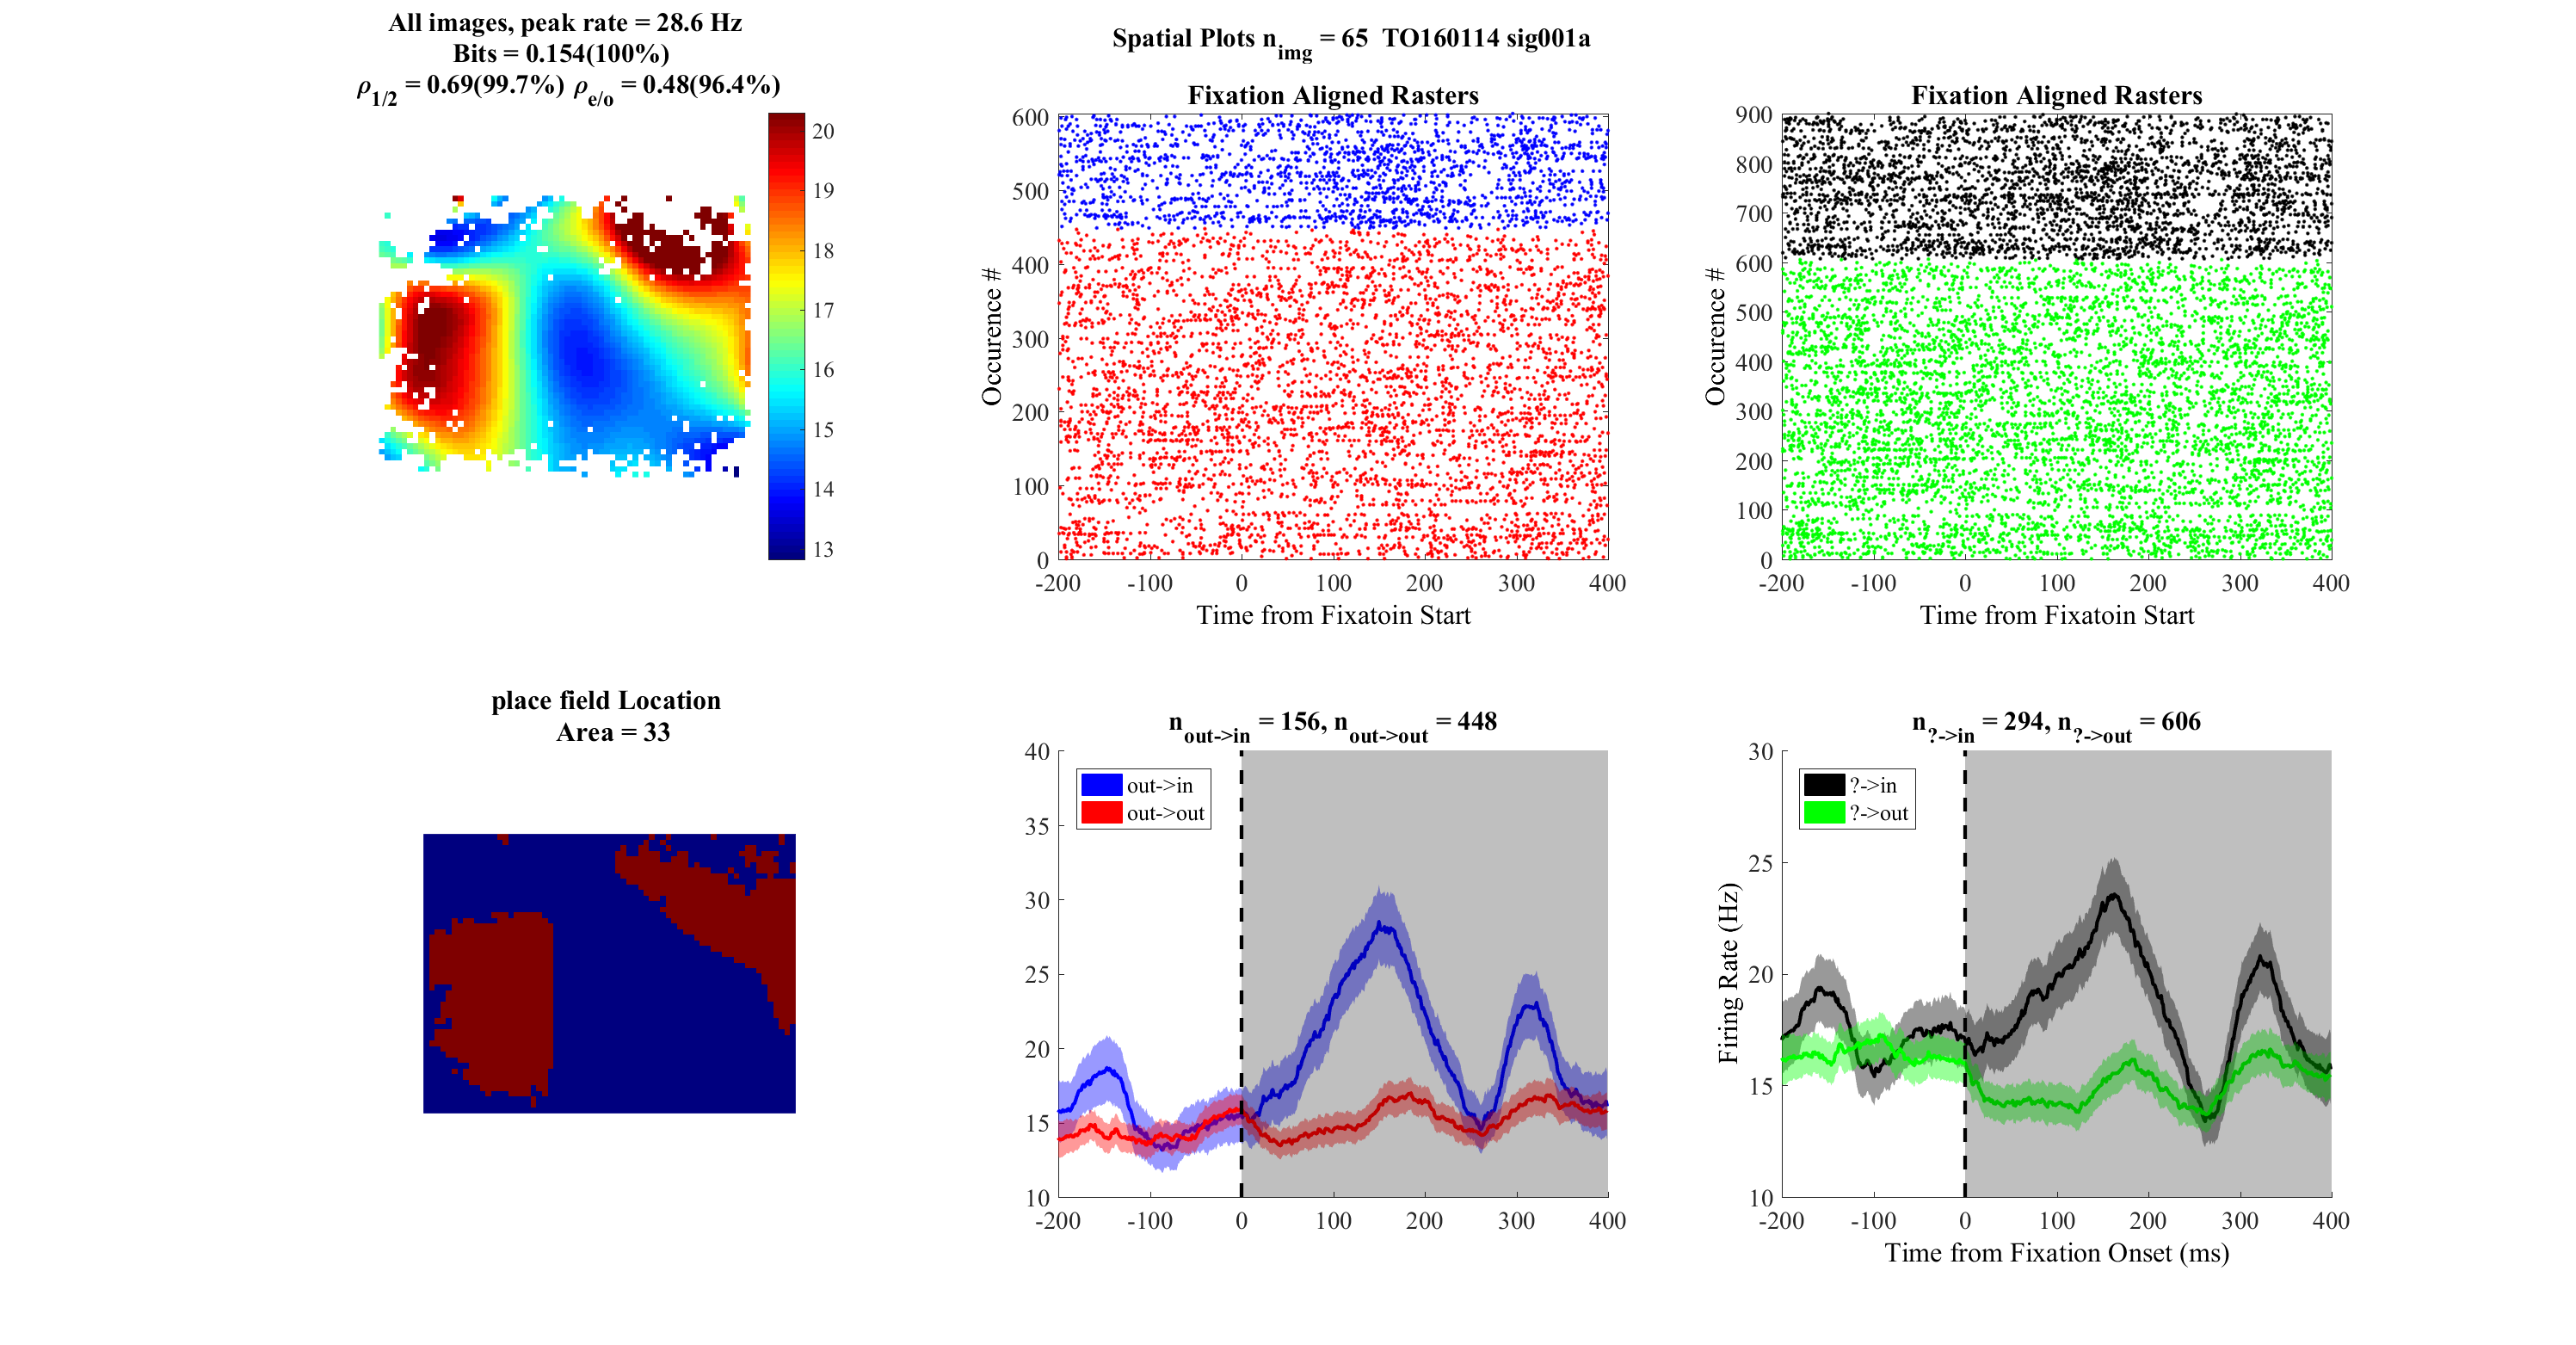 All images, peak rate = 28.6 Hz
Bits = 0.154(100%)
ρ1/2 = 0.69(99.7%) ρe/o = 0.48(96.4%)
20
19
18
17
16
15
14
13
Spatial Plots nimg = 65 TO160114 sig001a
Fixation Aligned Rasters
600
500
400
300
200
100
0
Occurence #
-200 -100 0 100 200 300 400
Time from Fixatoin Start
Fixation Aligned Rasters
900
800
700
600
500
400
300
200
100
0
Occurence #
-200 -100 0 100 200 300 400
Time from Fixatoin Start
place field Location
Area = 33
nout->in = 156, nout->out = 448
40
35
30
25
20
15
10
out->in
out->out
-200 -100 0 100 200 300 400
n?->in = 294, n?->out = 606
30
25
20
15
10
Firing Rate (Hz)
?->in
?->out
-200 -100 0 100 200 300 400
Time from Fixation Onset (ms)